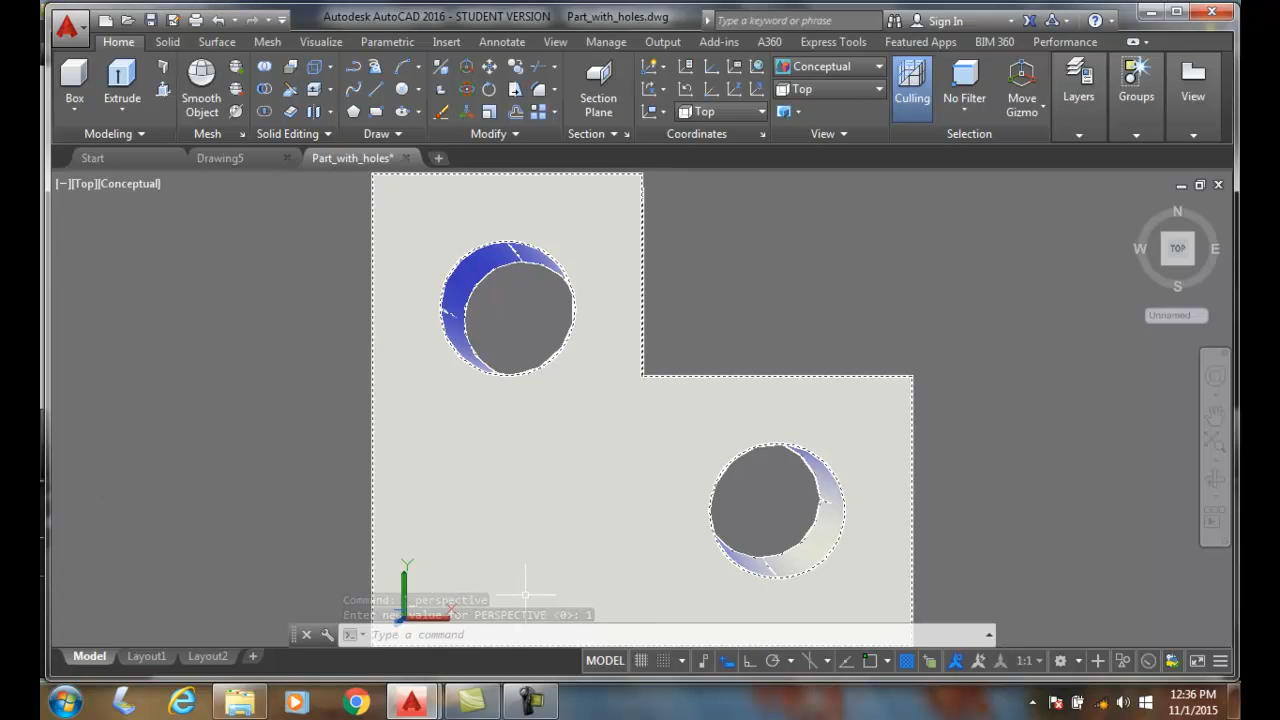 Autodesk AutoCAD 2016 - STUDENT VERSION Part_with_holes.dwg
Type a keyword or phrase
Sign In
Home Solid Surface Mesh Visualize Parametric Insert Annotate View Manage Output Add-ins A360 Express Tools Featured Apps BIM 360 Performance
Box
Extrude
Smooth
Object
Section
Plane
Conceptual
Top
Top
Culling
No Filter
Move
Gizmo
Layers
Groups
View
Modeling
Mesh
Solid Editing
Draw
Modify
Section
Coordinates
View
Selection
Start
Drawing5
Part_with_holes*
[−][Top][Conceptual]
N
W
TOP
E
S
Unnamed
Y
X
Command: '_perspective
Enter new value for PERSPECTIVE <0>: 1
Type a command
Model Layout1 Layout2
MODEL
1:1
12:36 PM
11/1/2015